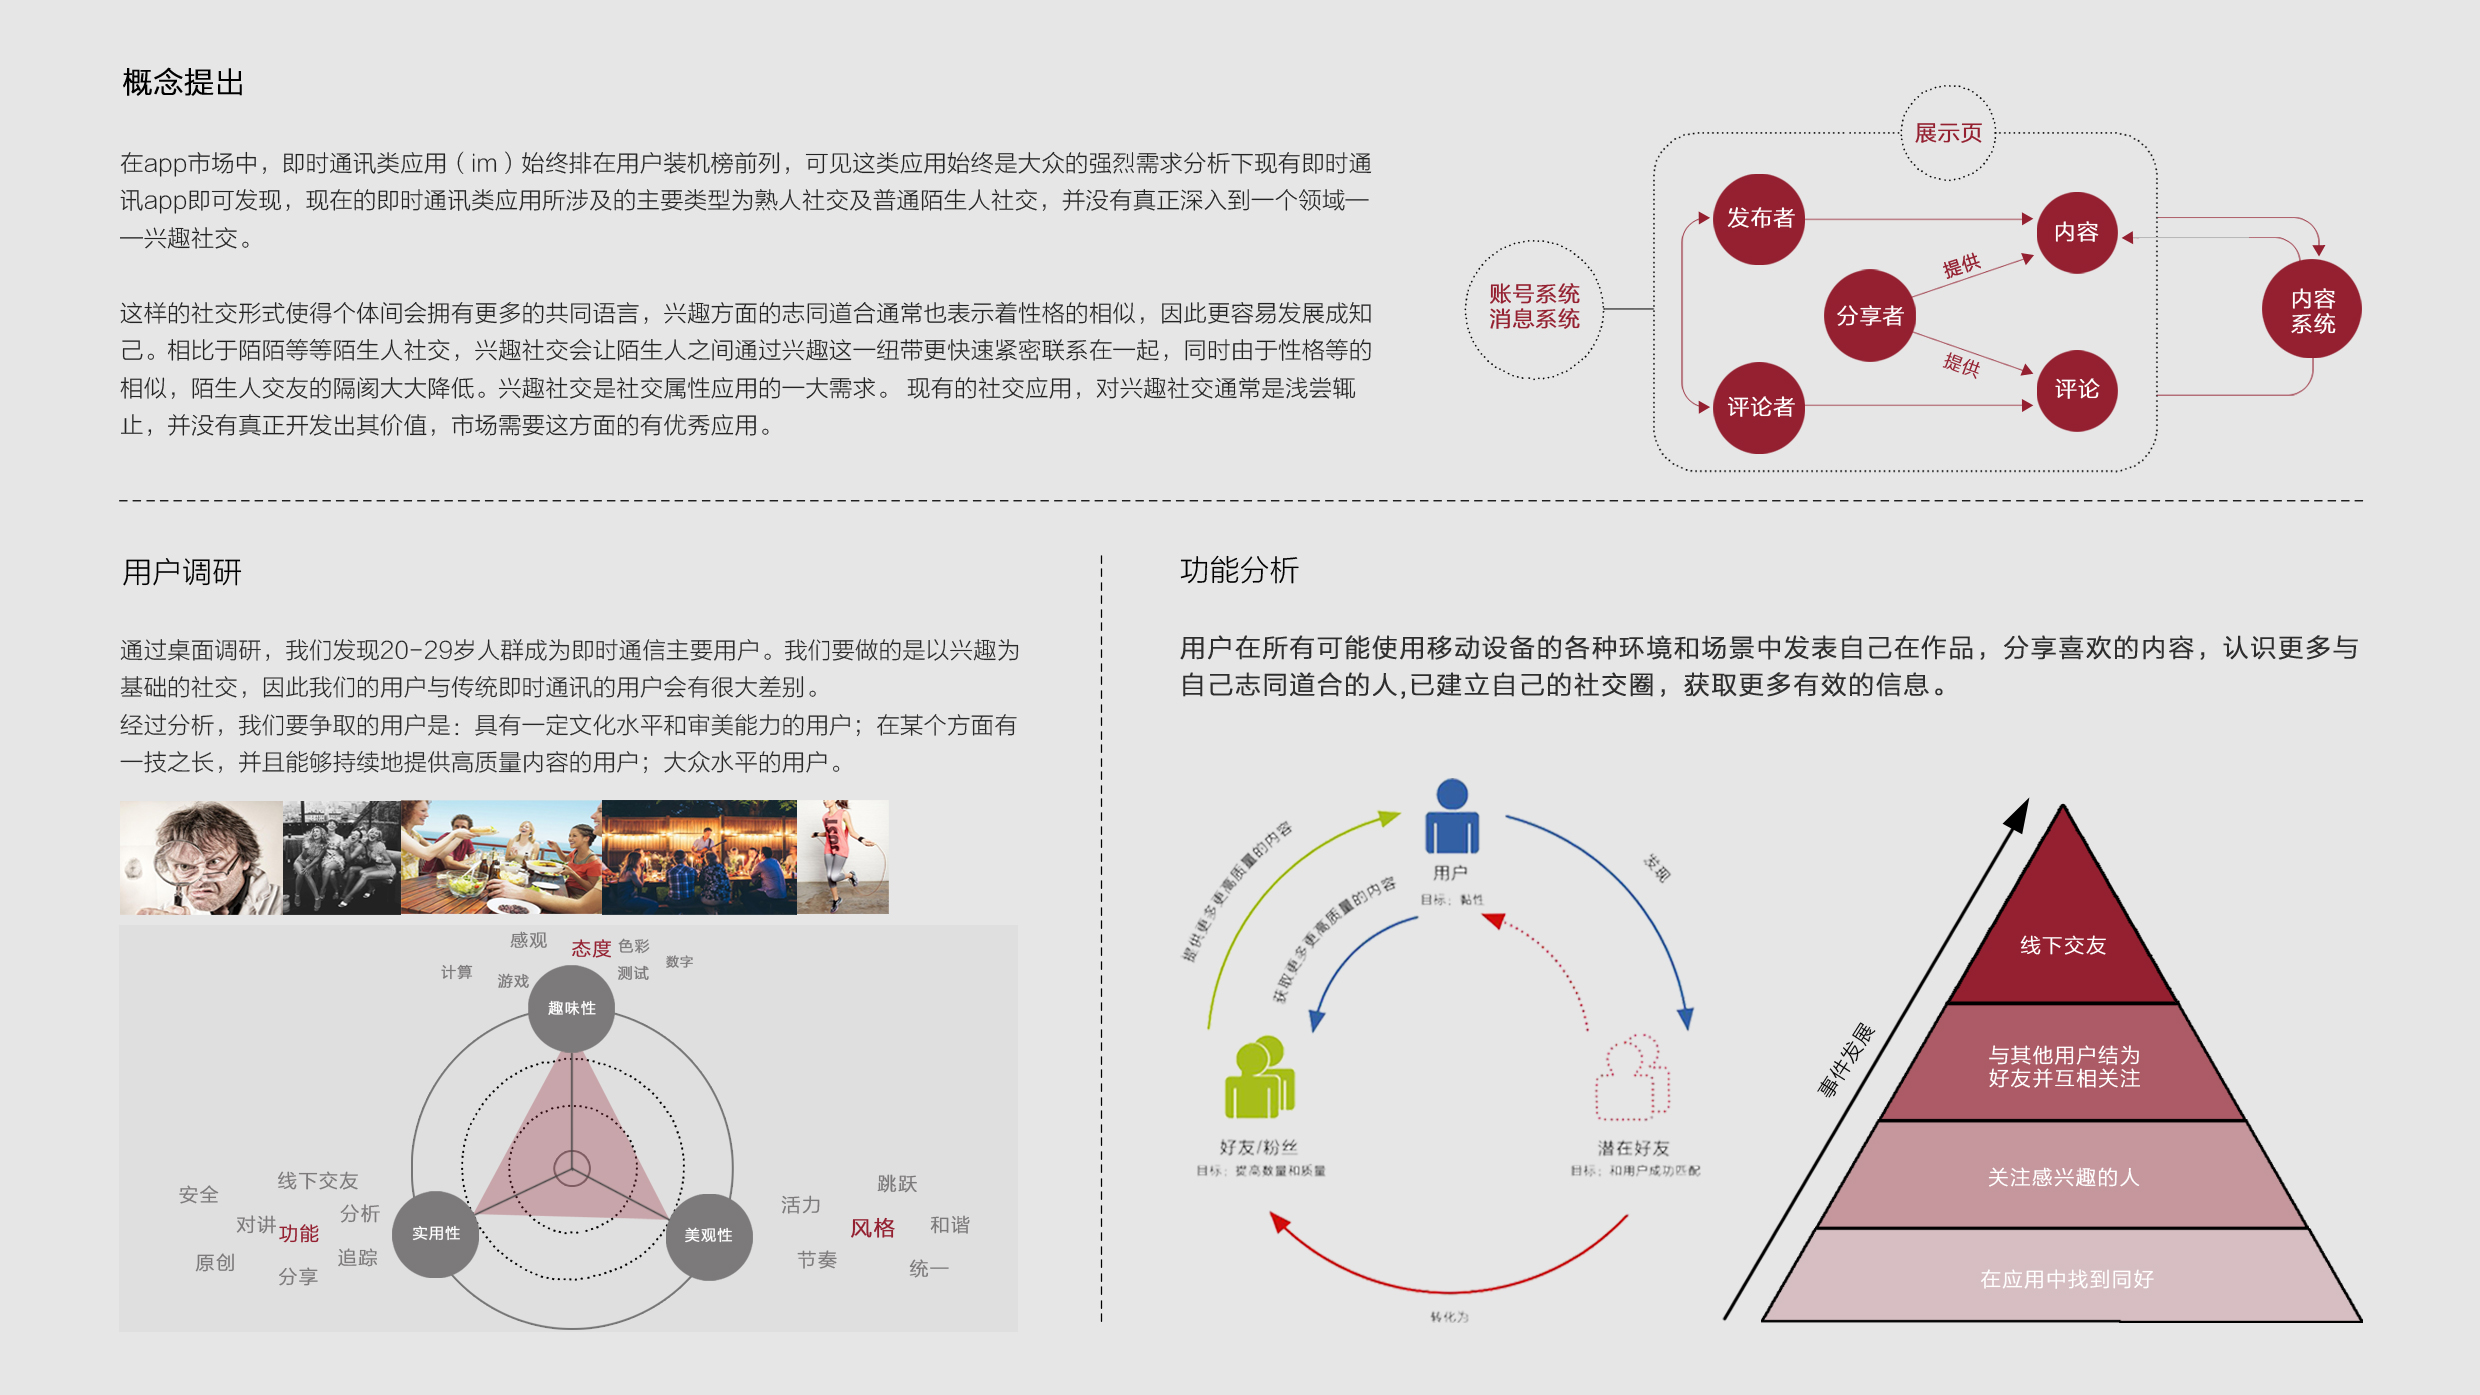 概念提出
在app市场中，即时通讯类应用（im）始终排在用户装机榜前列，可见这类应用始终是大众的强烈需求分析下现有即时通
讯app即可发现，现在的即时通讯类应用所涉及的主要类型为熟人社交及普通陌生人社交，并没有真正深入到一个领域—
—兴趣社交。
这样的社交形式使得个体间会拥有更多的共同语言，兴趣方面的志同道合通常也表示着性格的相似，因此更容易发展成知
己。相比于陌陌等等陌生人社交，兴趣社交会让陌生人之间通过兴趣这一纽带更快速紧密联系在一起，同时由于性格等的
相似，陌生人交友的隔阂大大降低。兴趣社交是社交属性应用的一大需求。 现有的社交应用，对兴趣社交通常是浅尝辄
止，并没有真正开发出其价值，市场需要这方面的有优秀应用。
展示页
账号系统
消息系统
发布者
分享者
评论者
提供
提供
内容
评论
内容
系统
用户调研
通过桌面调研，我们发现20-29岁人群成为即时通信主要用户。我们要做的是以兴趣为
基础的社交，因此我们的用户与传统即时通讯的用户会有很大差别。
经过分析，我们要争取的用户是：具有一定文化水平和审美能力的用户；在某个方面有
一技之长，并且能够持续地提供高质量内容的用户；大众水平的用户。
感观
态度
色彩
计算
游戏
测试
数字
趣味性
安全
线下交友
对讲
功能
分析
原创
分享
追踪
实用性
美观性
活力
跳跃
风格
和谐
节奏
统一
功能分析
用户在所有可能使用移动设备的各种环境和场景中发表自己在作品，分享喜欢的内容，认识更多与
自己志同道合的人,已建立自己的社交圈，获取更多有效的信息。
提供更多更高质量的内容
获取更多更高质量的内容
用户
目标：黏性
发现
好友/粉丝
目标：提高数量和质量
潜在好友
目标：和用户成功匹配
转化为
事件发展
线下交友
与其他用户结为
好友并互相关注
关注感兴趣的人
在应用中找到同好